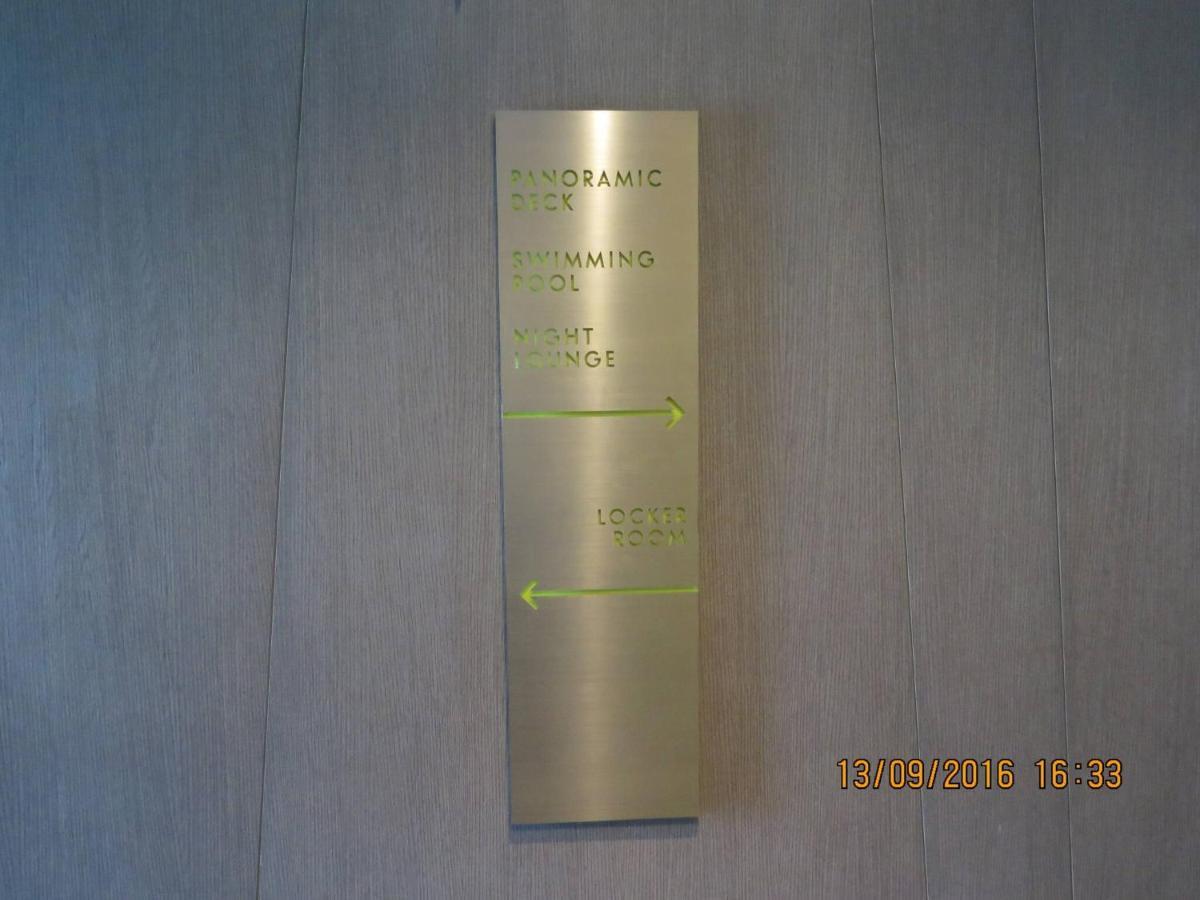 PANORAMIC
DECK
SWIMMING
POOL
NIGHT
LOUNGE
LOCKER
ROOM
13/09/2016 16:33